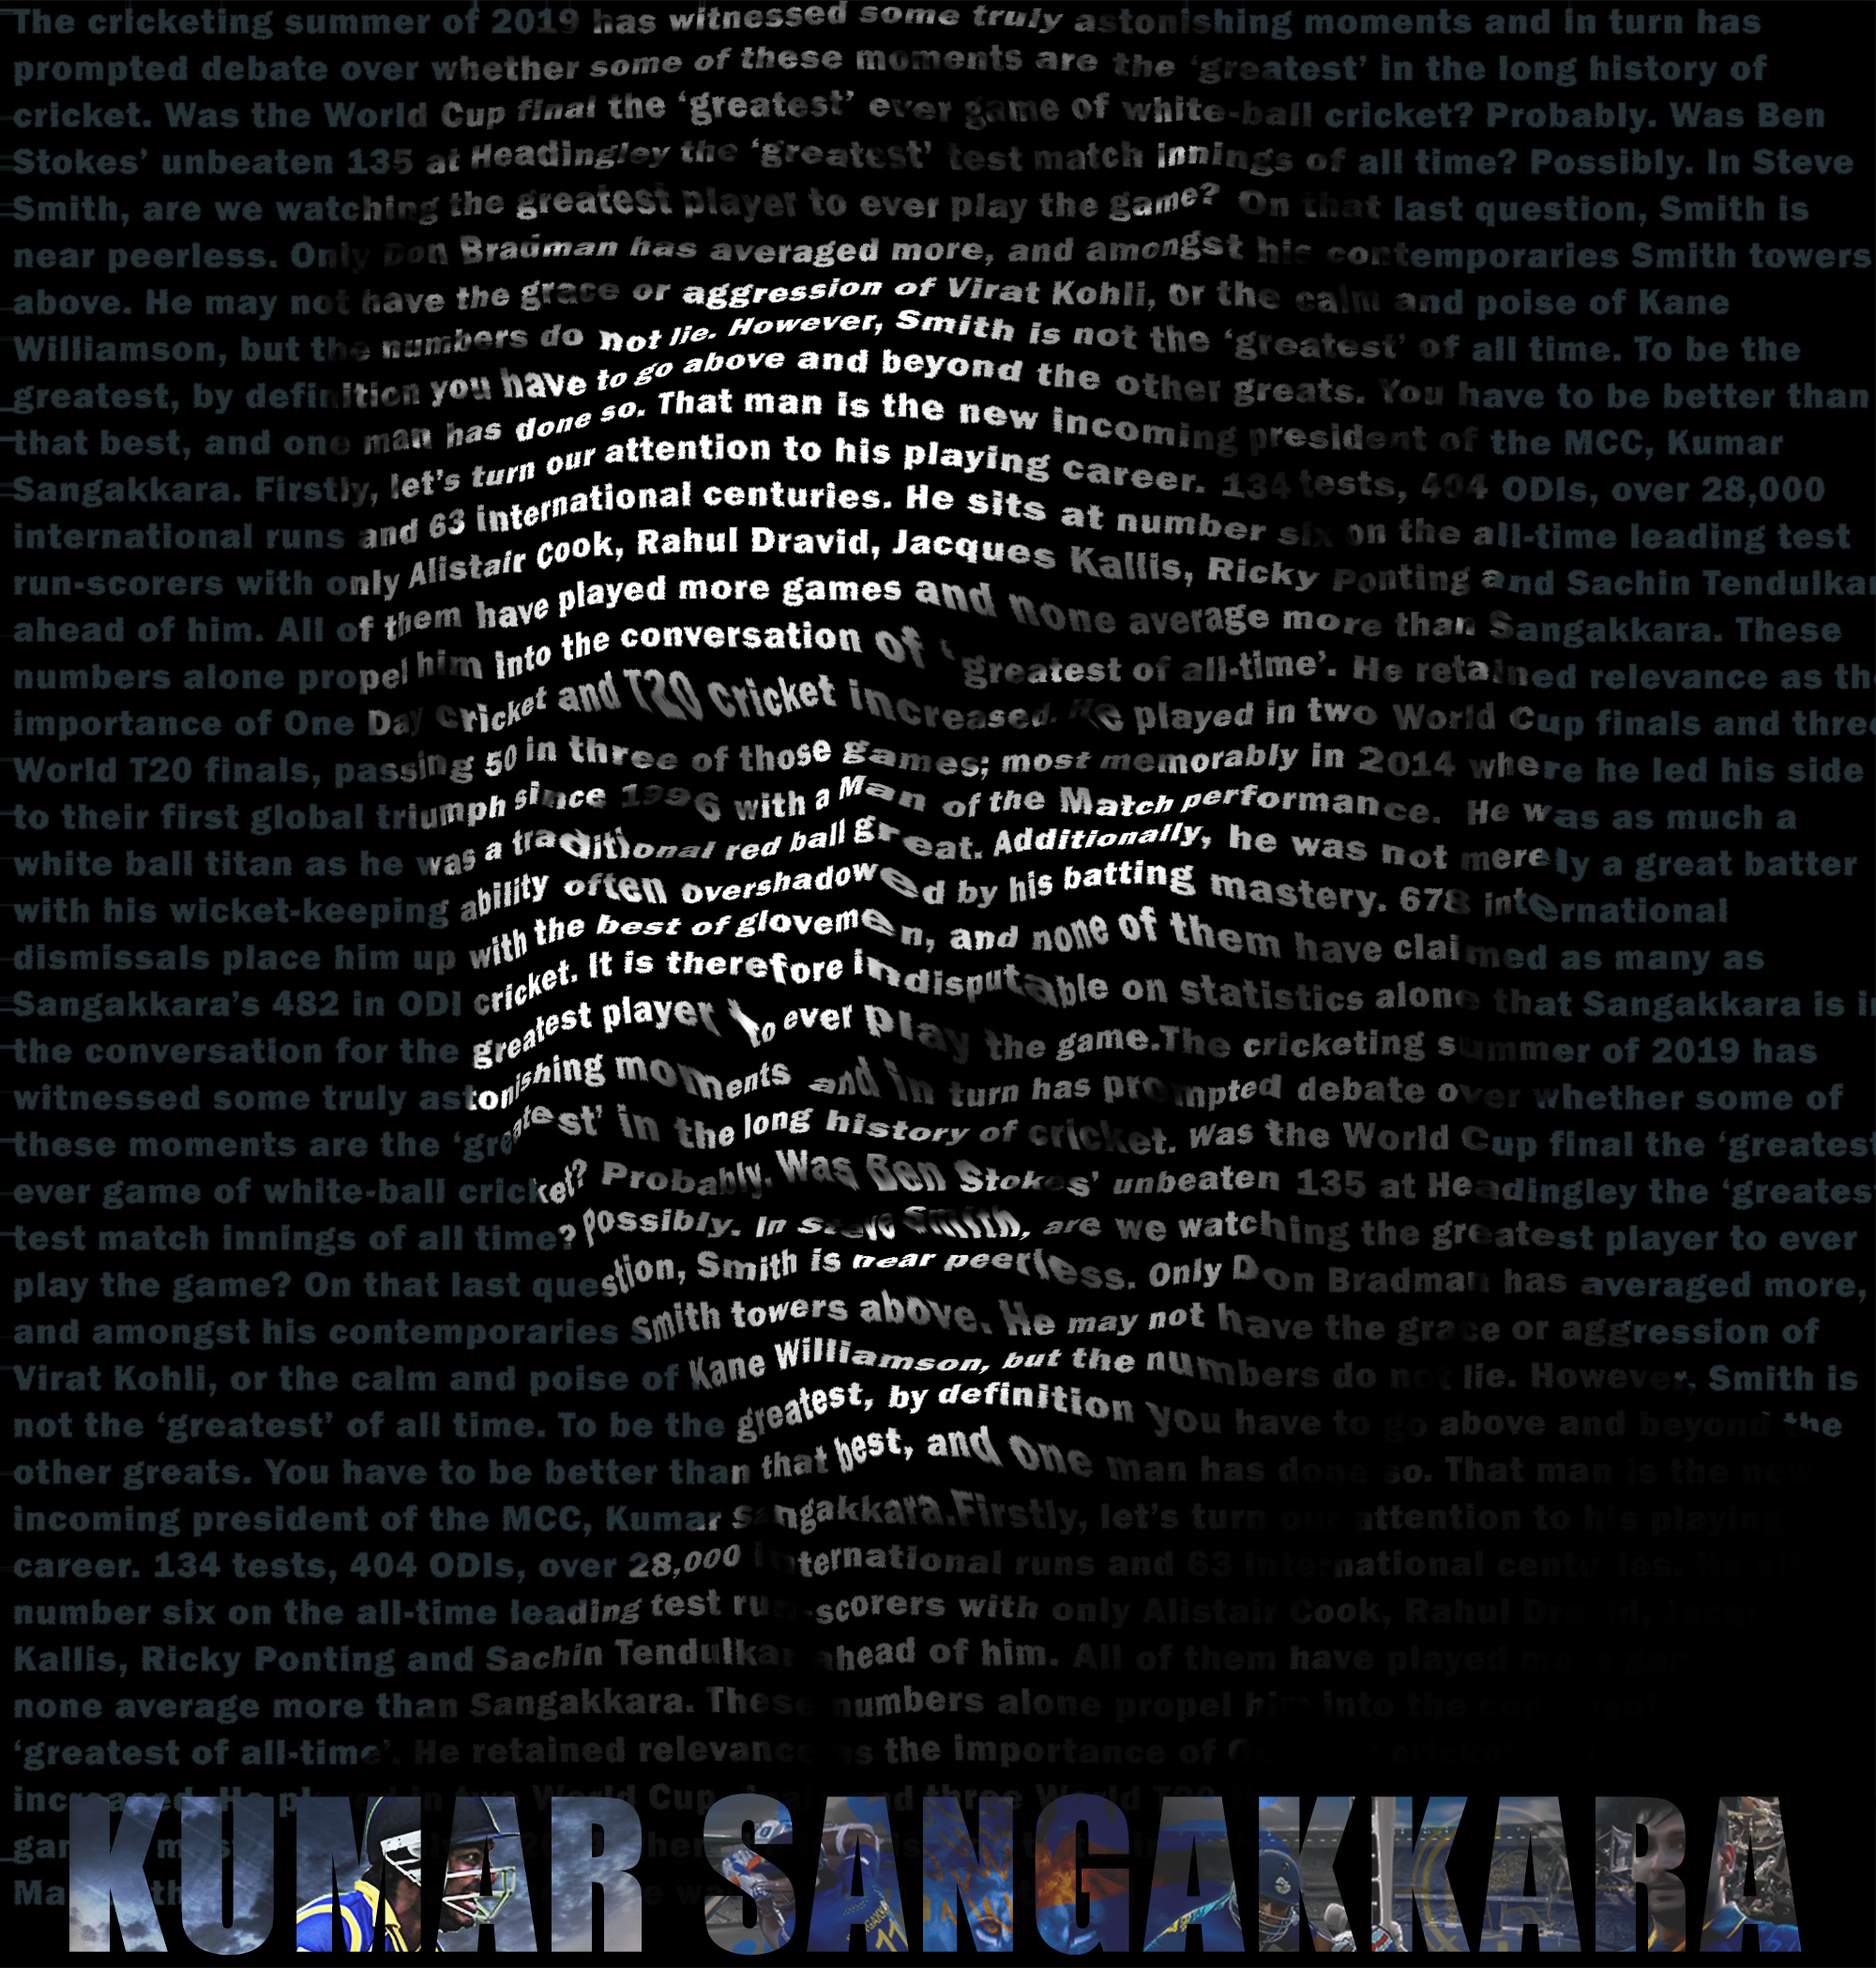 The cricketing summer of 2019 has witnessed some truly astonishing moments and in turn has
prompted debate over whether some of these moments are the ‘greatest’ in the long history of
cricket. Was the World Cup final the ‘greatest’ ever game of white-ball cricket? Probably. Was Ben
Stokes’ unbeaten 135 at Headingley the ‘greatest’ test match innings of all time? Possibly. In Steve
Smith, are we watching the greatest player to ever play the game? On that last question, Smith is
near peerless. Only Don Bradman has averaged more, and amongst his contemporaries Smith towers
above. He may not have the grace or aggression of Virat Kohli, or the calm and poise of Kane
Williamson, but the numbers do not lie. However, Smith is not the ‘greatest’ of all time. To be the
greatest, by definition you have to go above and beyond the other greats. You have to be better than
that best, and one man has done so. That man is the new incoming president of the MCC, Kumar
Sangakkara. Firstly, let’s turn our attention to his playing career. 134 tests, 404 ODIs, over 28,000
international runs and 63 international centuries. He sits at number six on the all-time leading test
run-scorers with only Alistair Cook, Rahul Dravid, Jacques Kallis, Ricky Ponting and Sachin Tendulkar
ahead of him. All of them have played more games and none average more than Sangakkara. These
numbers alone propel him into the conversation of ‘greatest of all-time’. He retained relevance as the
importance of One Day cricket and T20 cricket increased. He played in two World Cup finals and three
World T20 finals, passing 50 in three of those games; most memorably in 2014 where he led his side
to their first global triumph since 1996 with a Man of the Match performance. He was as much a
white ball titan as he was a traditional red ball great. Additionally, he was not merely a great batter
with his wicket-keeping ability often overshadowed by his batting mastery. 678 international
dismissals place him up with the best of glovemen, and none of them have claimed as many as
Sangakkara’s 482 in ODI cricket. It is therefore indisputable on statistics alone that Sangakkara is i
the conversation for the greatest player to ever play the game.The cricketing summer of 2019 has
witnessed some truly astonishing moments and in turn has prompted debate over whether some of
these moments are the ‘greatest’ in the long history of cricket. Was the World Cup final the ‘greatest
ever game of white-ball cricket? Probably. Was Ben Stokes’ unbeaten 135 at Headingley the ‘greates
test match innings of all time? Possibly. In Steve Smith, are we watching the greatest player to ever
play the game? On that last question, Smith is near peerless. Only Don Bradman has averaged more,
and amongst his contemporaries Smith towers above. He may not have the grace or aggression of
Virat Kohli, or the calm and poise of Kane Williamson, but the numbers do not lie. However, Smith is
not the ‘greatest’ of all time. To be the greatest, by definition you have to go above and beyond the
other greats. You have to be better than that best, and one man has done so. That man is the new
incoming president of the MCC, Kumar Sangakkara.Firstly, let’s turn our attention to his playing
career. 134 tests, 404 ODIs, over 28,000 international runs and 63 international centuries. He
number six on the all-time leading test run-scorers with only Alistair Cook, Rahul Dravid,
Kallis, Ricky Ponting and Sachin Tendulkar ahead of him. All of them have played more
none average more than Sangakkara. These numbers alone propel him into the
‘greatest of all-time’. He retained relevance as the importance of
increased. He World Cup three World T20
KUMAR SANGAKKARA